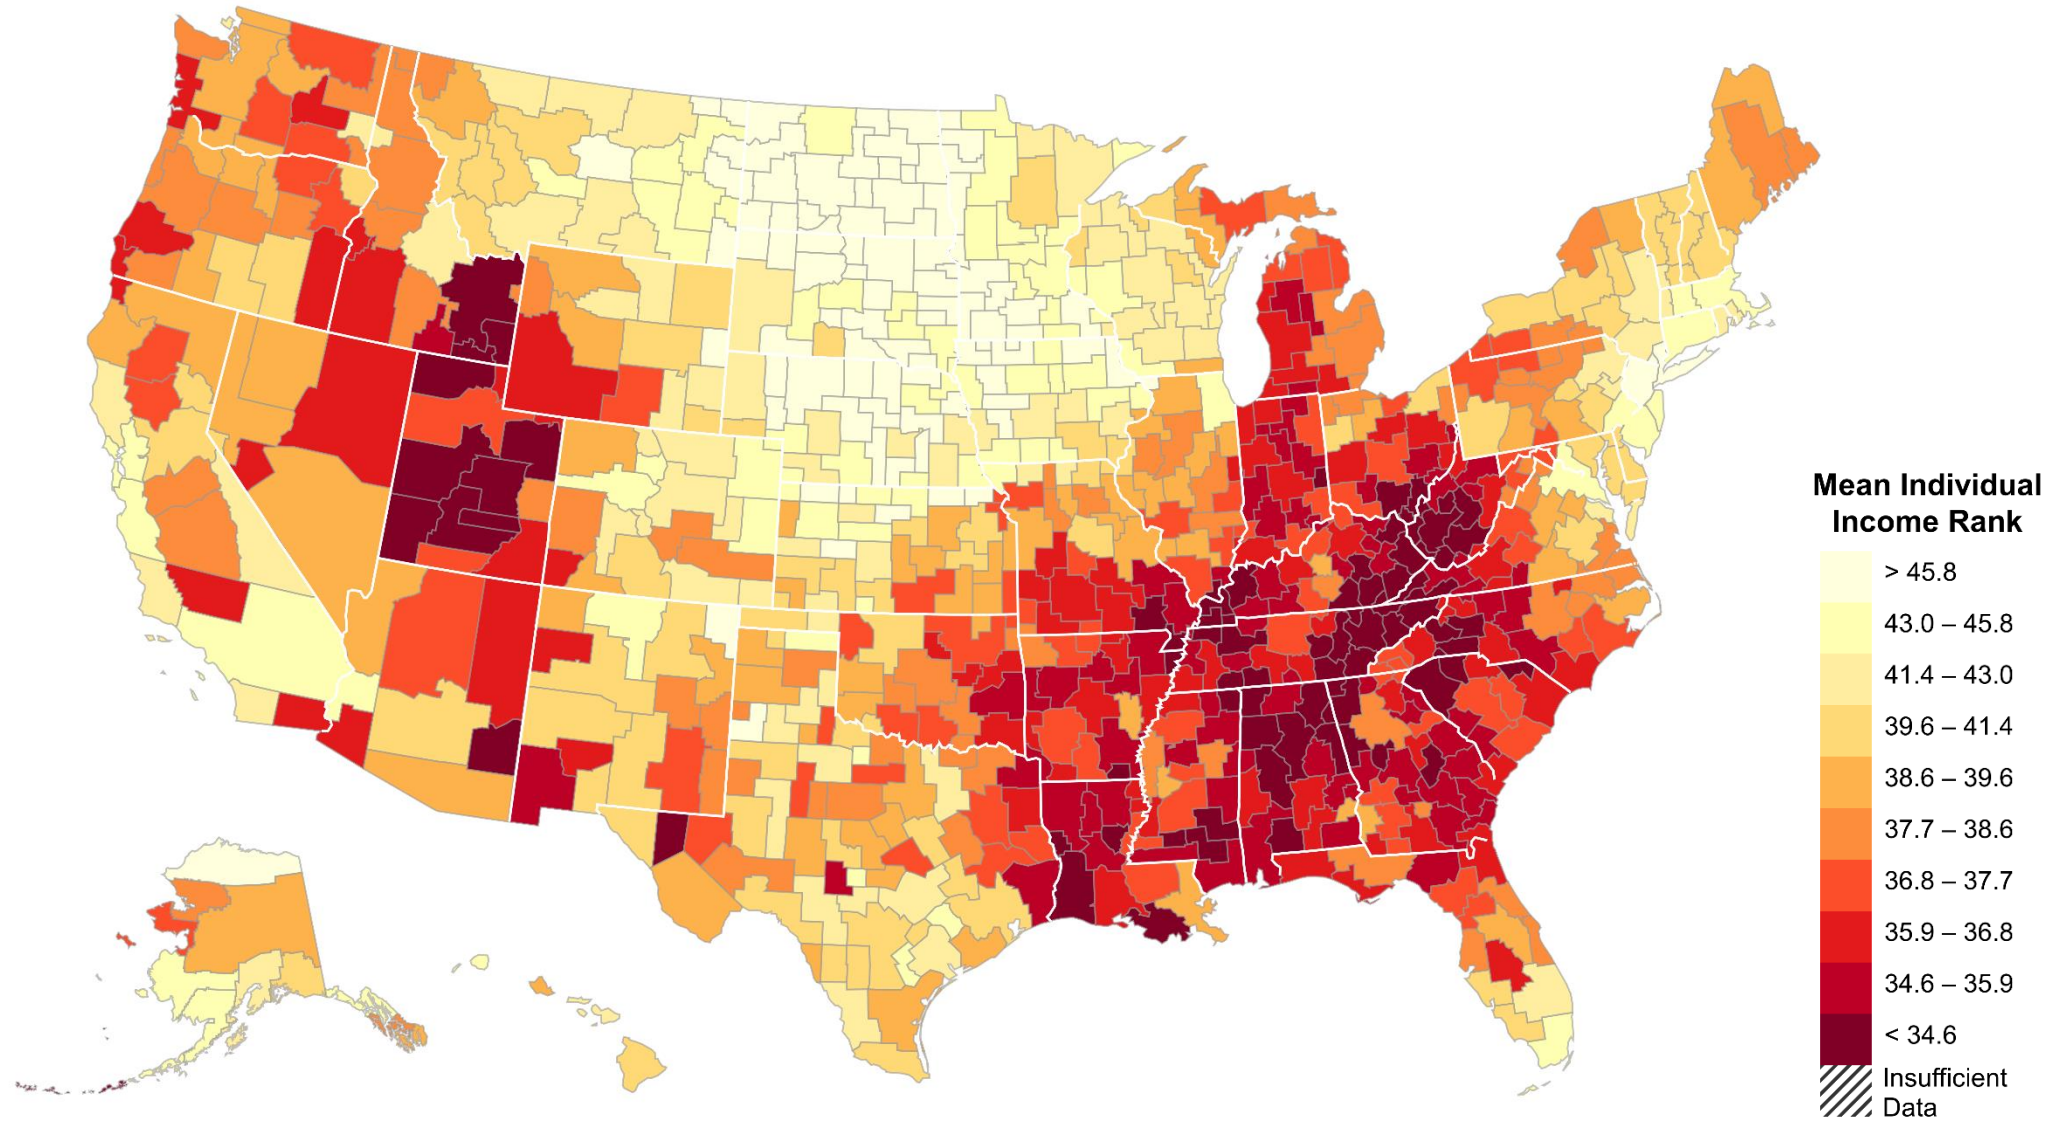 Mean Individual
Income Rank
> 45.8
43.0 – 45.8
41.4 – 43.0
39.6 – 41.4
38.6 – 39.6
37.7 – 38.6
36.8 – 37.7
35.9 – 36.8
34.6 – 35.9
< 34.6
Insufficient
Data